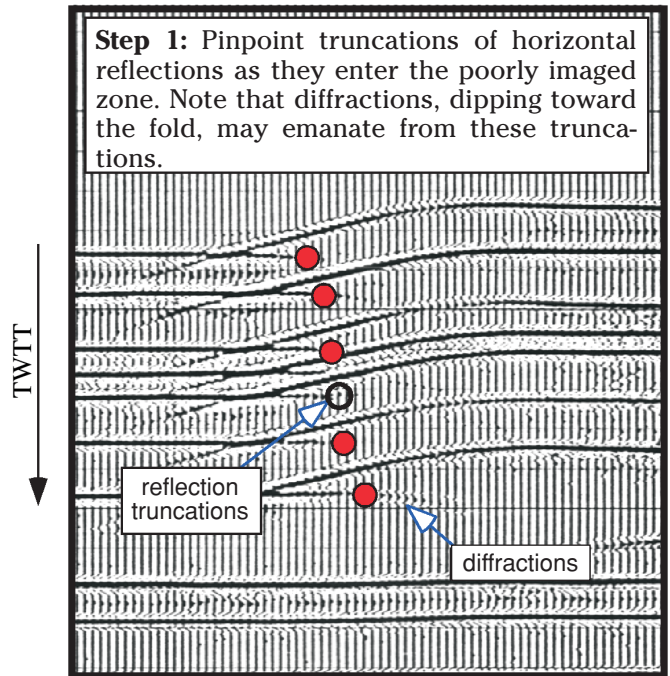 Step 1: Pinpoint truncations of horizontal
reflections as they enter the poorly imaged
zone. Note that diffractions, dipping toward
the fold, may emanate from these trunca-
tions.
TWTT
reflection
truncations
diffractions